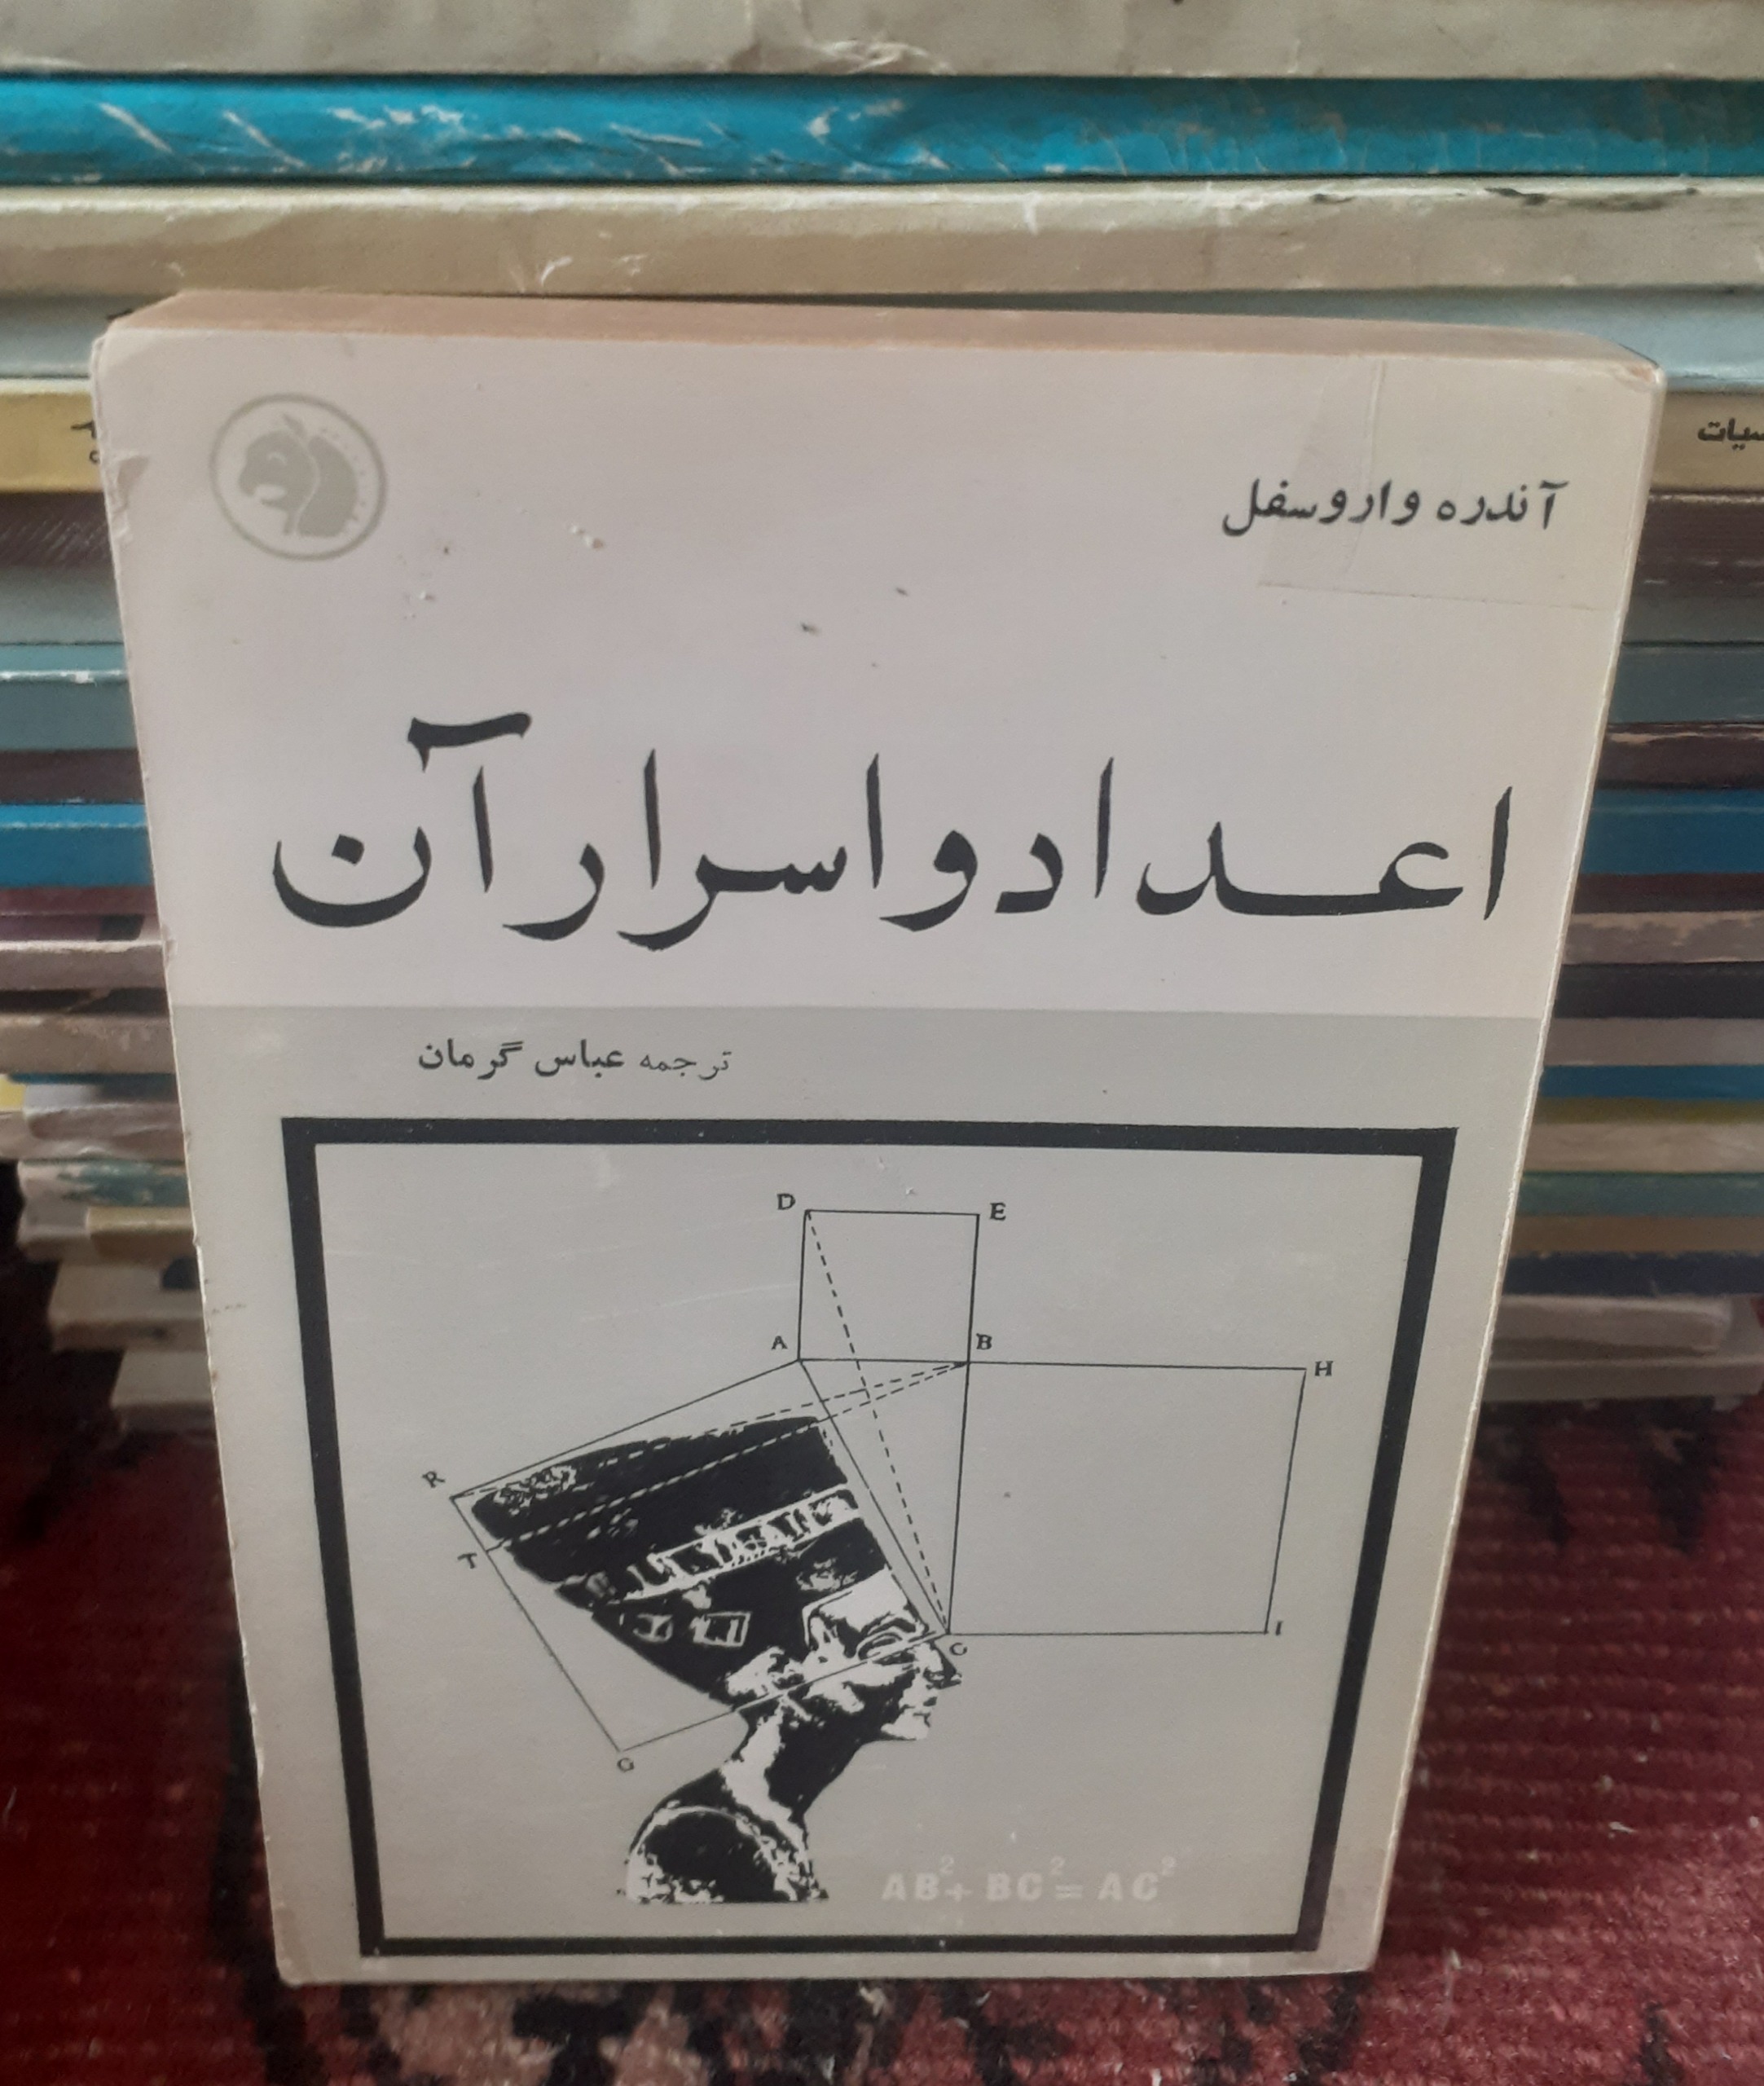 آندره واروسفل
اعداد و اسرار آن
ترجمه عباس گرمان
D
E
A
B
H
R
T
C
I
G
AB²+ BC²= AC²